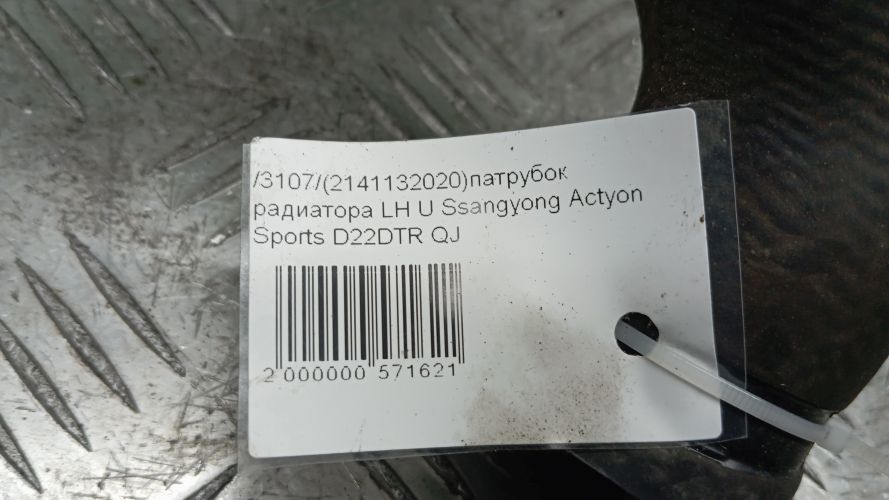 /3107/(2141132020)патрубок
радиатора LH U Ssangyong Actyon
Sports D22DTR QJ
2 000000 571621